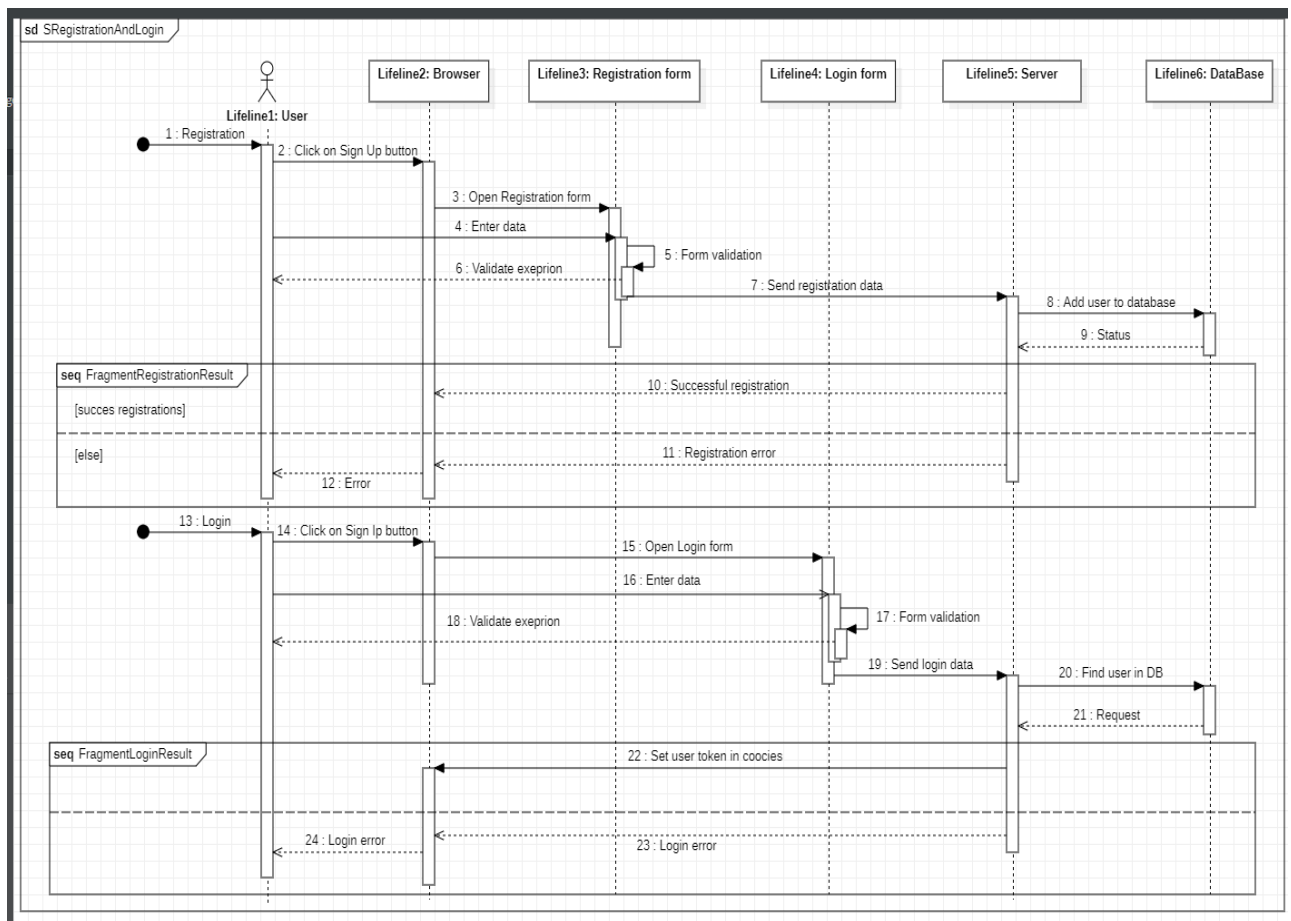 sd SRegistrationAndLogin
Lifeline1: User
Lifeline2: Browser
Lifeline3: Registration form
Lifeline4: Login form
Lifeline5: Server
Lifeline6: DataBase
1 : Registration
2 : Click on Sign Up button
3 : Open Registration form
4 : Enter data
5 : Form validation
6 : Validate exeprion
7 : Send registration data
8 : Add user to database
9 : Status
seq FragmentRegistrationResult
10 : Successful registration
[succes registrations]
[else]
11 : Registration error
12 : Error
13 : Login
14 : Click on Sign Ip button
15 : Open Login form
16 : Enter data
17 : Form validation
18 : Validate exeprion
19 : Send login data
20 : Find user in DB
21 : Request
seq FragmentLoginResult
22 : Set user token in coocies
23 : Login error
24 : Login error